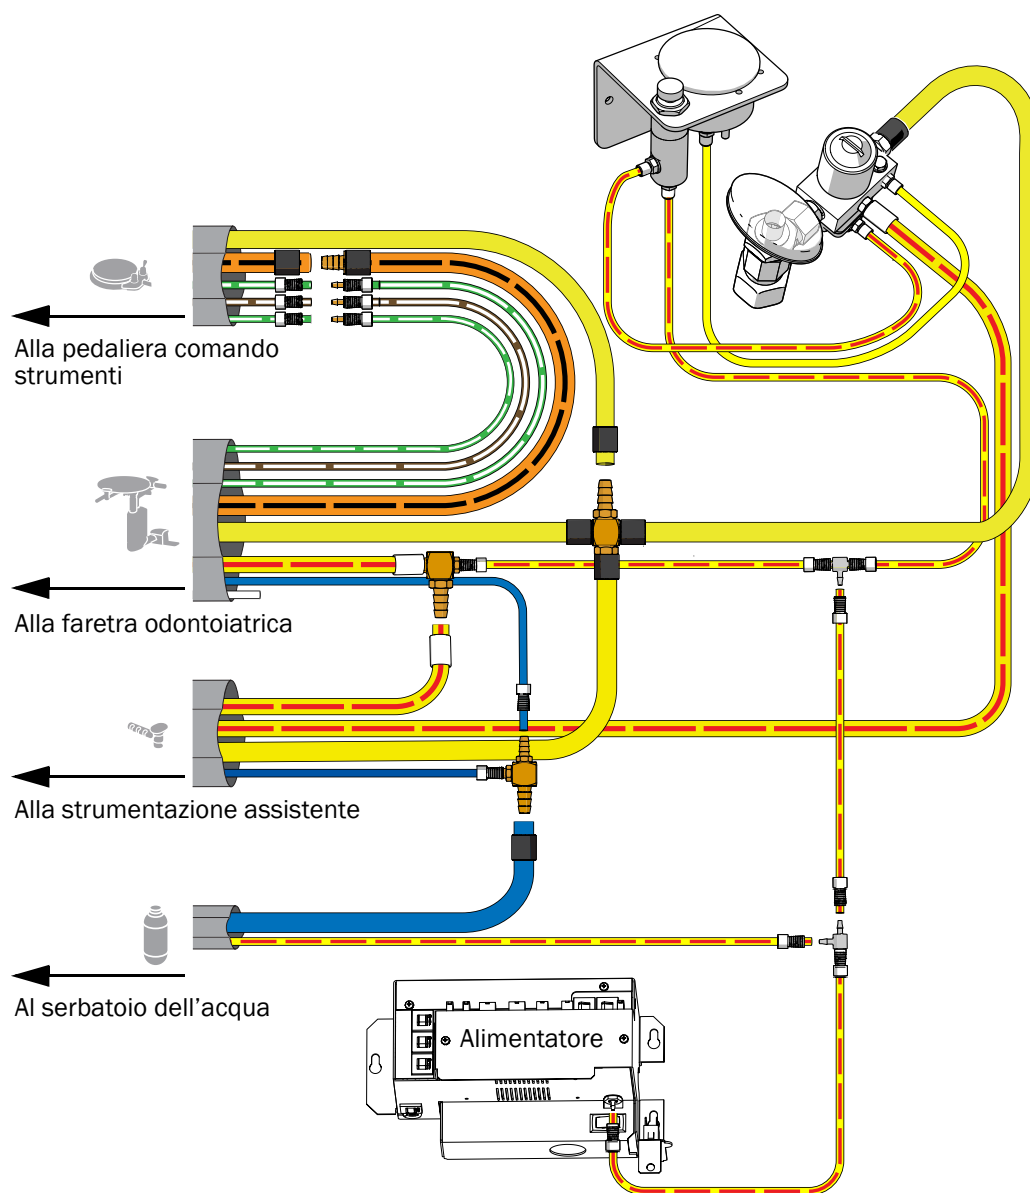 Alla pedaliera comando
strumenti
Alla faretra odontoiatrica
Alla strumentazione assistente
Al serbatoio dell’acqua
Alimentatore